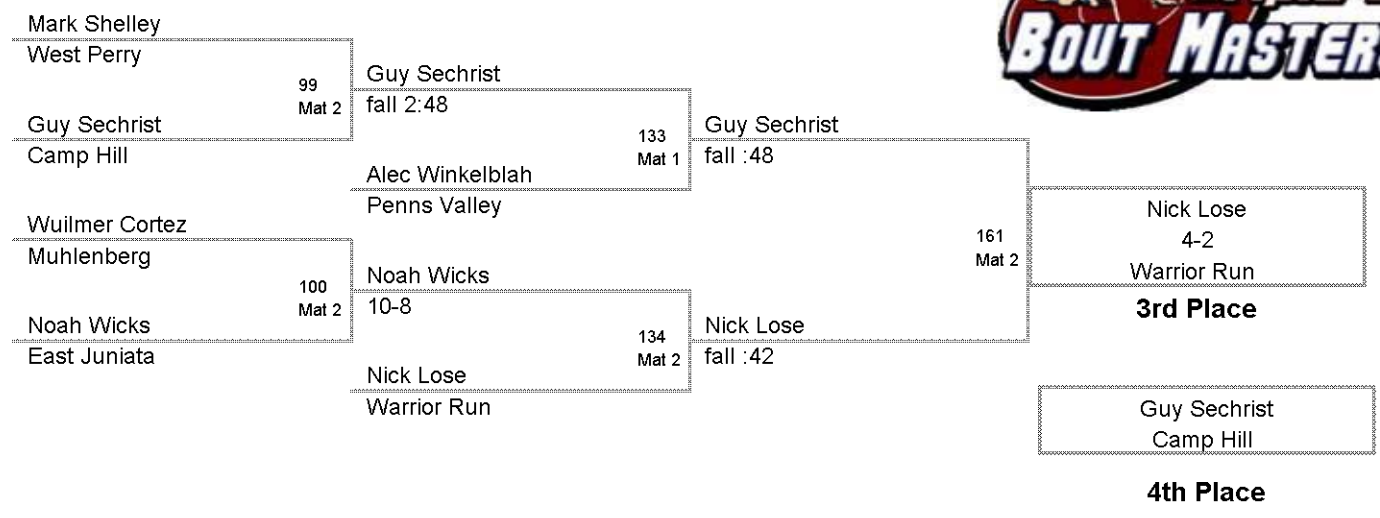 BOUT MASTER
Mark Shelley
West Perry
99
Mat 2
Guy Sechrist
Camp Hill
Guy Sechrist
fall 2:48
133
Mat 1
Alec Winkelblah
Penns Valley
Guy Sechrist
fall :48
Wuilmer Cortez
Muhlenberg
100
Mat 2
Noah Wicks
East Juniata
Noah Wicks
10-8
134
Mat 2
Nick Lose
Warrior Run
Nick Lose
fall :42
161
Mat 2
Nick Lose
4-2
Warrior Run
3rd Place
Guy Sechrist
Camp Hill
4th Place